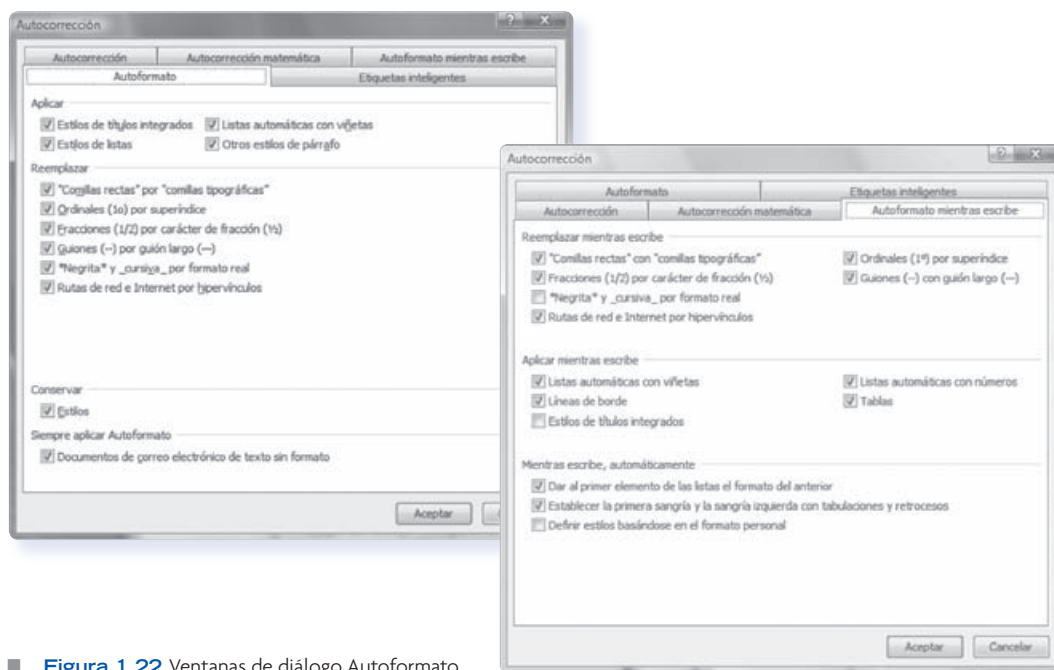 Autocorrección
Autocorrección Autocorrección matemática Autoformato mientras escribe
Autoformato Etiquetas inteligentes
Aplicar
Estilos de títulos integrados Listas automáticas con viñetas
Estilos de listas Otros estilos de párrafo
Reemplazar
"Comillas rectas" por "comillas tipográficas"
Ordinales (1o) por superíndice
Fracciones (1/2) por carácter de fracción (½)
Guiones (--) por guión largo (—)
*Negrita* y _cursiva_ por formato real
Rutas de red e Internet por hipervínculos
Conservar
Estilos
Siempre aplicar Autoformato
Documentos de correo electrónico de texto sin formato
Aceptar
Autocorrección
Autoformato Etiquetas inteligentes
Autocorrección Autocorrección matemática Autoformato mientras escribe
Reemplazar mientras escribe
"Comillas rectas" con "comillas tipográficas" Ordinales (1º) por superíndice
Fracciones (1/2) por carácter de fracción (½) Guiones (--) con guión largo (—)
*Negrita* y _cursiva_ por formato real
Rutas de red e Internet por hipervínculos
Aplicar mientras escribe
Listas automáticas con viñetas Listas automáticas con números
Líneas de borde Tablas
Estilos de títulos integrados
Mientras escribe, automáticamente
Dar al primer elemento de las listas el formato del anterior
Establecer la primera sangría y la sangría izquierda con tabulaciones y retrocesos
Definir estilos basándose en el formato personal
Aceptar Cancelar
Figura 1.22 Ventanas de diálogo Autoformato